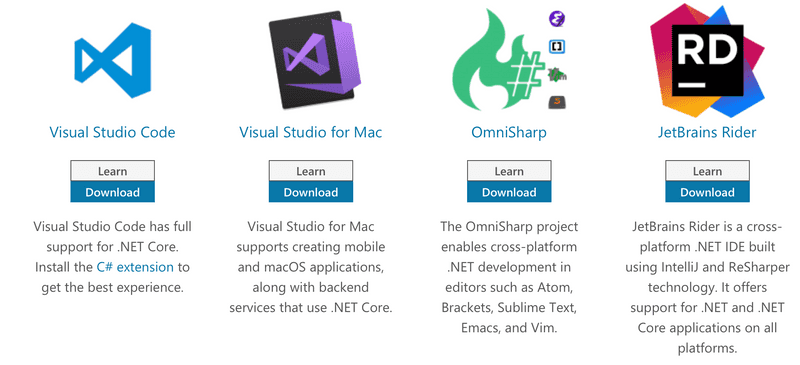 RD
Visual Studio Code
Visual Studio for Mac
OmniSharp
JetBrains Rider
Learn
Download
Learn
Download
Learn
Download
Learn
Download
Visual Studio Code has full
support for .NET Core.
Install the C# extension to
get the best experience.
Visual Studio for Mac
supports creating mobile
and macOS applications,
along with backend
services that use .NET Core.
The OmniSharp project
enables cross-platform
.NET development in
editors such as Atom,
Brackets, Sublime Text,
Emacs, and Vim.
JetBrains Rider is a cross-
platform .NET IDE built
using IntelliJ and ReSharper
technology. It offers
support for .NET and .NET
Core applications on all
platforms.